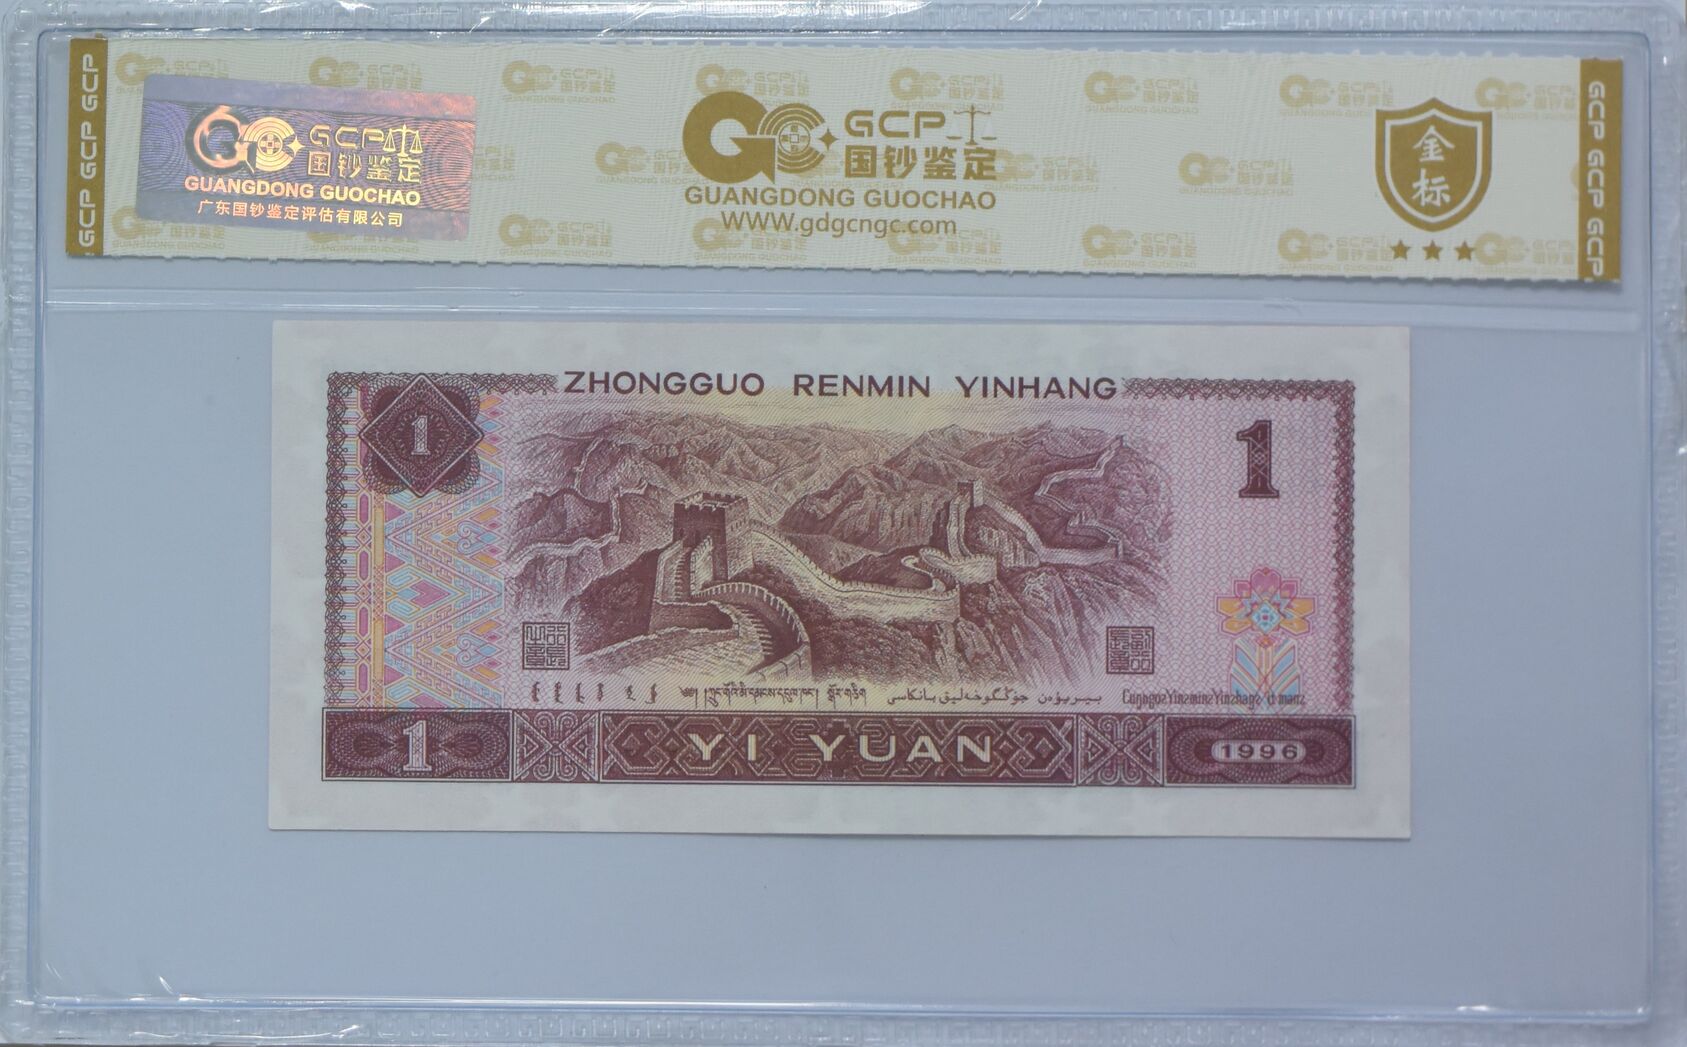 GCP GCP GCP
GCP
国钞鉴定
GUANGDONG GUOCHAO
广东国钞鉴定评估有限公司
GCP
国钞鉴定
GUANGDONG GUOCHAO
WWW.gdgcngc.com
金标
GCP GCP GCP
ZHONGGUO RENMIN YINHANG
1
1
1
YI YUAN
1996